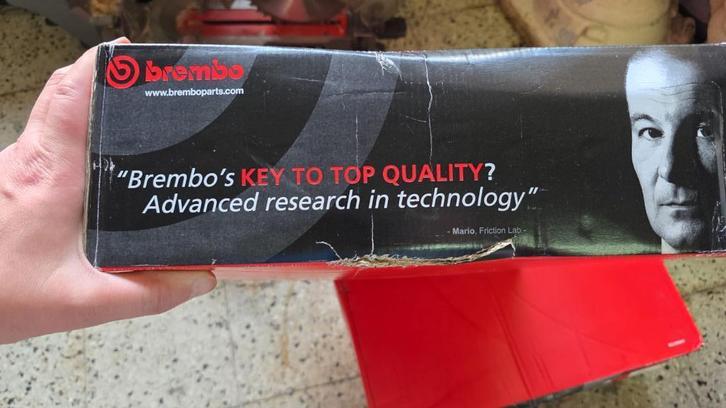 brembo
www.bremboparts.com
"Brembo's KEY TO TOP QUALITY?
Advanced research in technology"
- Mario, Friction Lab -